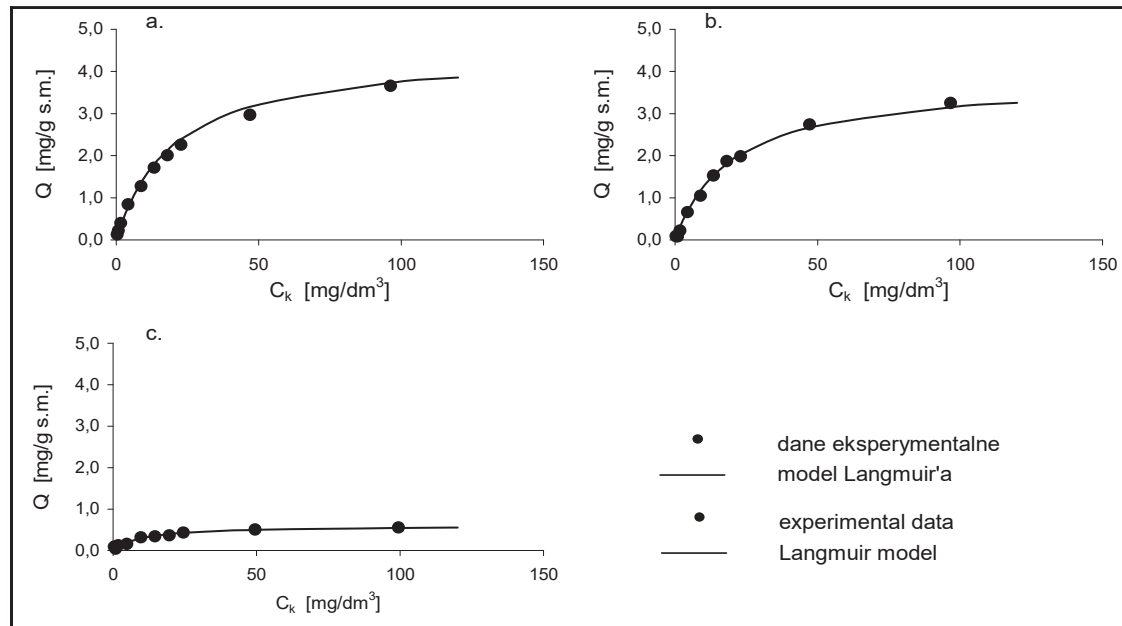 a.
5,0
4,0
3,0
2,0
1,0
0,0
Q [mg/g s.m.]
0 50 100 150
Cₖ [mg/dm³]
b.
5,0
4,0
3,0
2,0
1,0
0,0
Q [mg/g s.m.]
0 50 100 150
Cₖ [mg/dm³]
c.
5,0
4,0
3,0
2,0
1,0
0,0
Q [mg/g s.m.]
0 50 100 150
Cₖ [mg/dm³]
dane eksperymentalne
model Langmuir'a
experimental data
Langmuir model